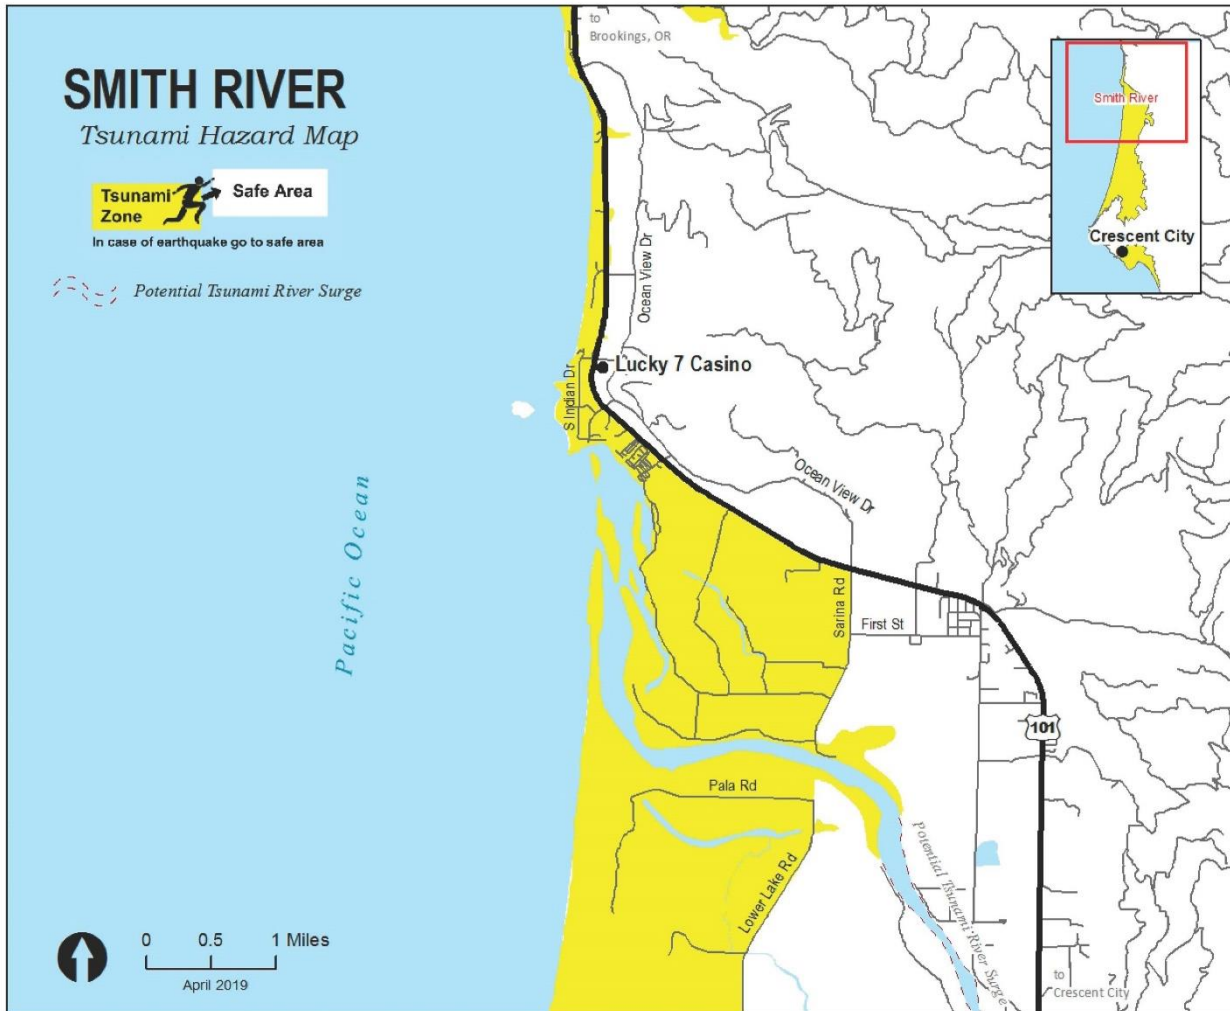 to
Brookings, OR
SMITH RIVER
Tsunami Hazard Map
Tsunami
Zone
Safe Area
In case of earthquake go to safe area
Potential Tsunami River Surge
Smith River
Crescent City
Ocean View Dr
Lucky 7 Casino
S Indian Dr
Ocean View Dr
Pacific Ocean
Sarina Rd
First St
101
Pala Rd
Potential Tsunami River Surge
Lower Lake Rd
0 0.5 1 Miles
April 2019
to
Crescent City